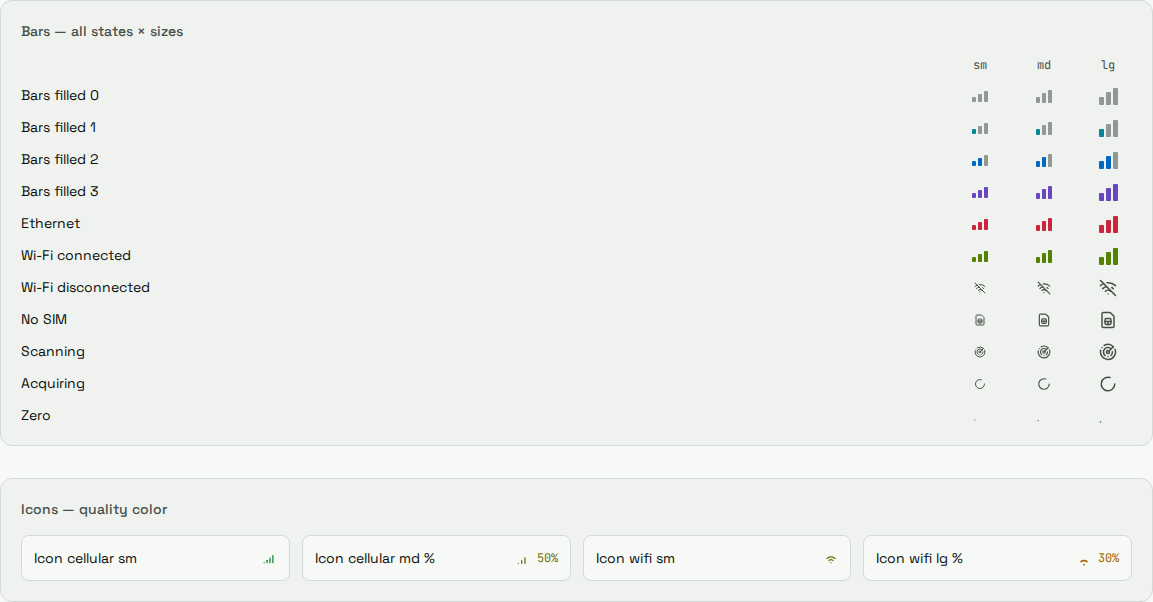 Bars — all states × sizes
sm md lg
Bars filled 0
Bars filled 1
Bars filled 2
Bars filled 3
Ethernet
Wi-Fi connected
Wi-Fi disconnected
No SIM
Scanning
Acquiring
Zero
Icons — quality color
Icon cellular sm
Icon cellular md % 50%
Icon wifi sm
Icon wifi lg % 30%